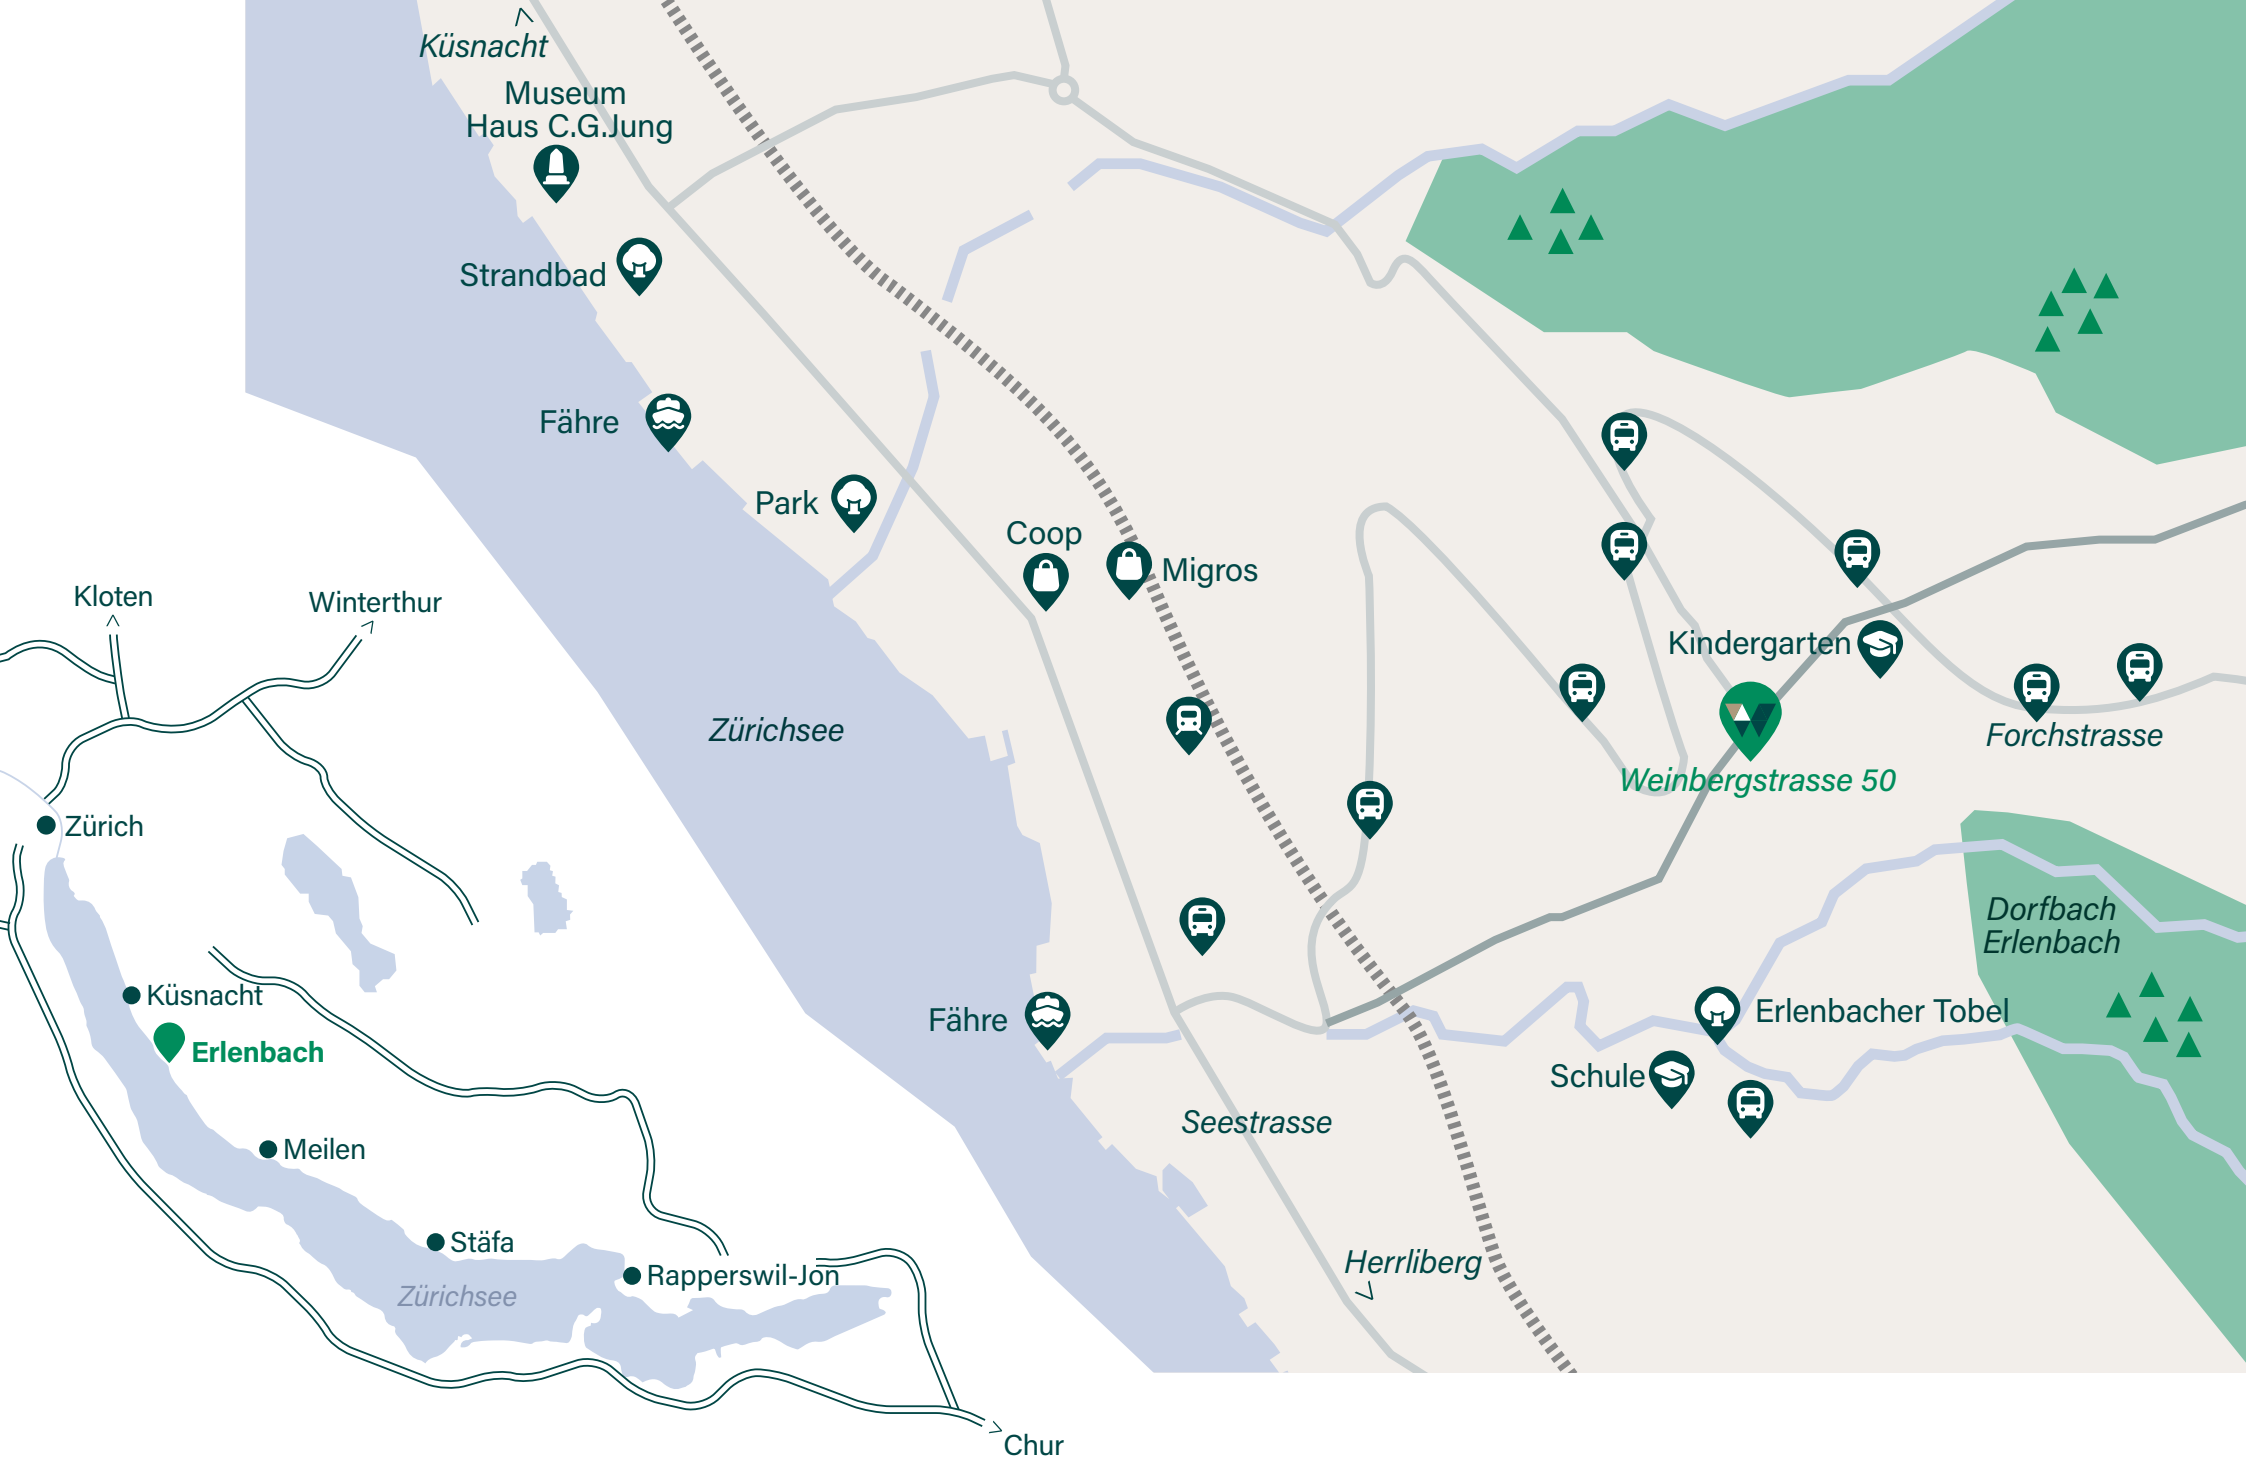 Küsnacht
Museum
Haus C.G.Jung
Strandbad
Fähre
Park
Coop
Migros
Kindergarten
Zürichsee
Forchstrasse
Weinbergstrasse 50
Dorfbach
Erlenbach
Fähre
Erlenbacher Tobel
Schule
Seestrasse
Herrliberg
Kloten
Winterthur
Zürich
Küsnacht
Erlenbach
Meilen
Stäfa
Rapperswil-Jon
Zürichsee
Chur